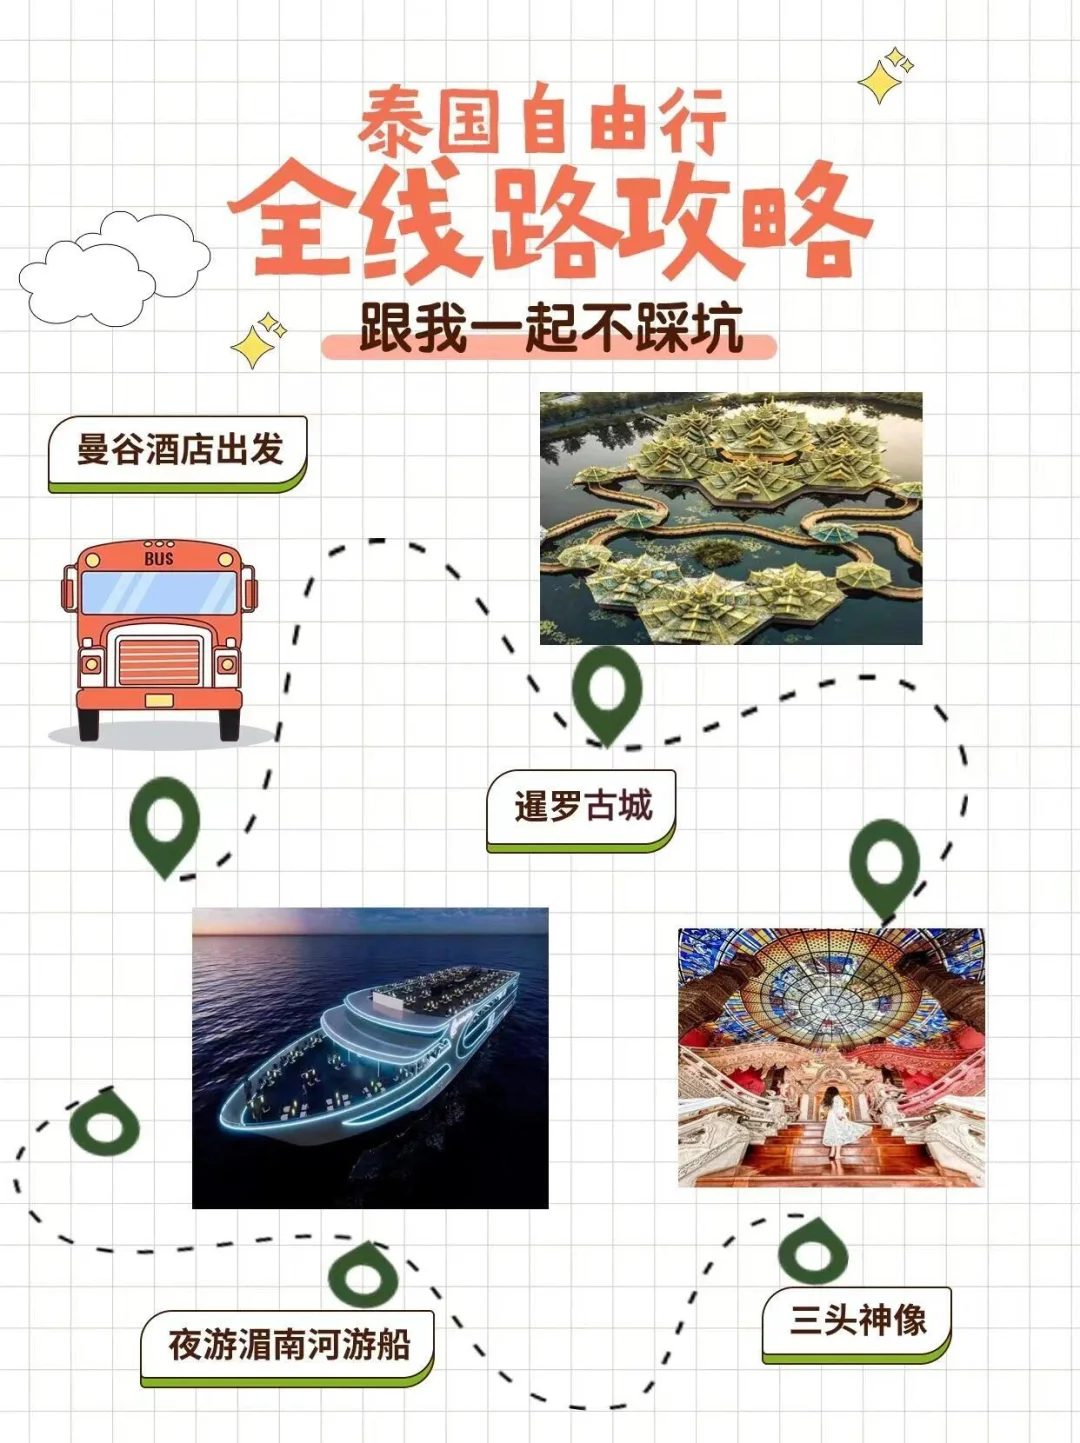 泰国自由行
全线路攻略
跟我一起不踩坑
曼谷酒店出发
BUS
暹罗古城
三头神像
夜游湄南河游船